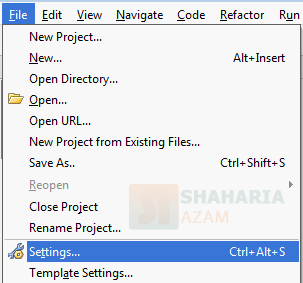 File Edit View Navigate Code Refactor Run
New Project...
New... Alt+Insert
Open Directory...
Open...
Open URL...
New Project from Existing Files...
Save As.. Ctrl+Shift+S
Reopen
Close Project
Rename Project...
SHAHARIA
AZAM
Settings... Ctrl+Alt+S
Template Settings...